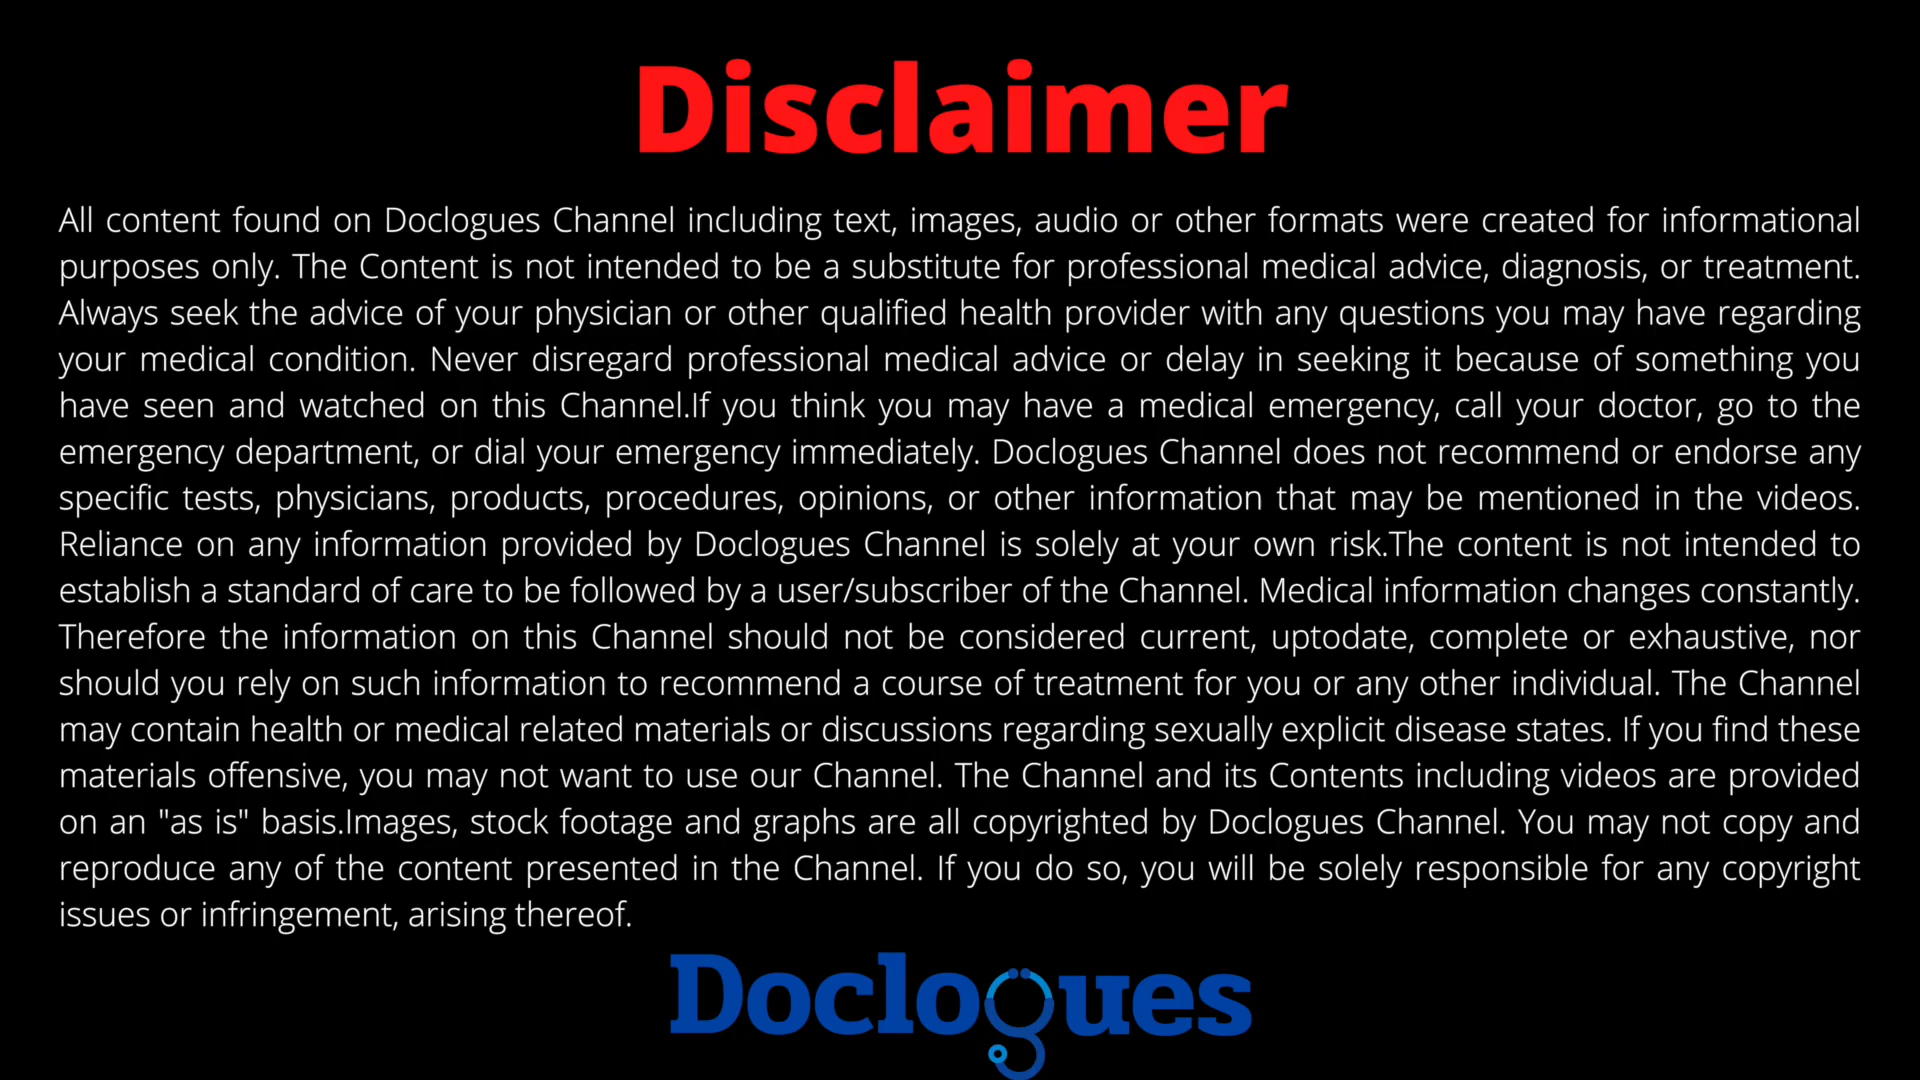 Disclaimer
All content found on Doclogues Channel including text, images, audio or other formats were created for informational
purposes only. The Content is not intended to be a substitute for professional medical advice, diagnosis, or treatment.
Always seek the advice of your physician or other qualified health provider with any questions you may have regarding
your medical condition. Never disregard professional medical advice or delay in seeking it because of something you
have seen and watched on this Channel.If you think you may have a medical emergency, call your doctor, go to the
emergency department, or dial your emergency immediately. Doclogues Channel does not recommend or endorse any
specific tests, physicians, products, procedures, opinions, or other information that may be mentioned in the videos.
Reliance on any information provided by Doclogues Channel is solely at your own risk.The content is not intended to
establish a standard of care to be followed by a user/subscriber of the Channel. Medical information changes constantly.
Therefore the information on this Channel should not be considered current, uptodate, complete or exhaustive, nor
should you rely on such information to recommend a course of treatment for you or any other individual. The Channel
may contain health or medical related materials or discussions regarding sexually explicit disease states. If you find these
materials offensive, you may not want to use our Channel. The Channel and its Contents including videos are provided
on an "as is" basis.Images, stock footage and graphs are all copyrighted by Doclogues Channel. You may not copy and
reproduce any of the content presented in the Channel. If you do so, you will be solely responsible for any copyright
issues or infringement, arising thereof.
Doclogues